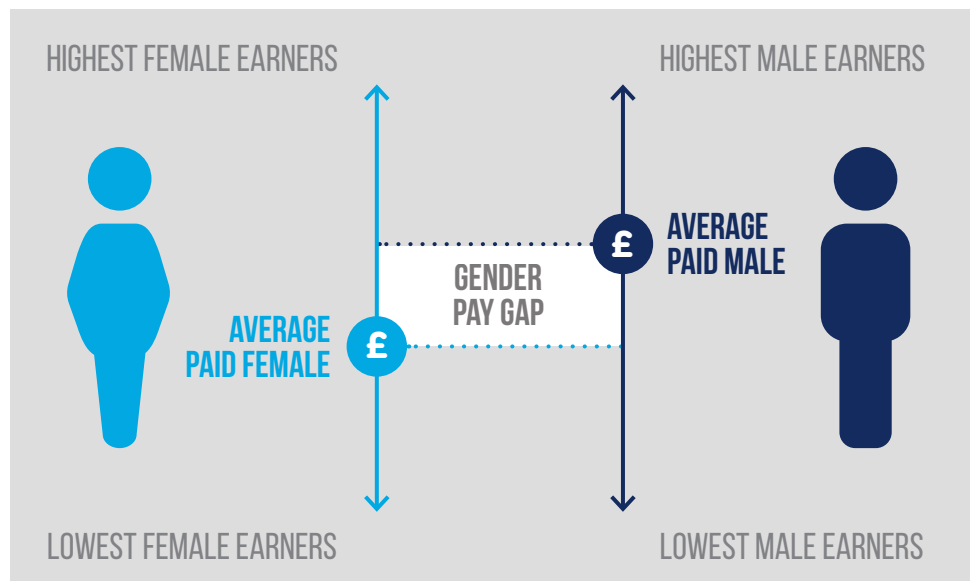 HIGHEST FEMALE EARNERS
HIGHEST MALE EARNERS
£
AVERAGE
PAID MALE
GENDER
PAY GAP
AVERAGE
PAID FEMALE
£
LOWEST FEMALE EARNERS
LOWEST MALE EARNERS